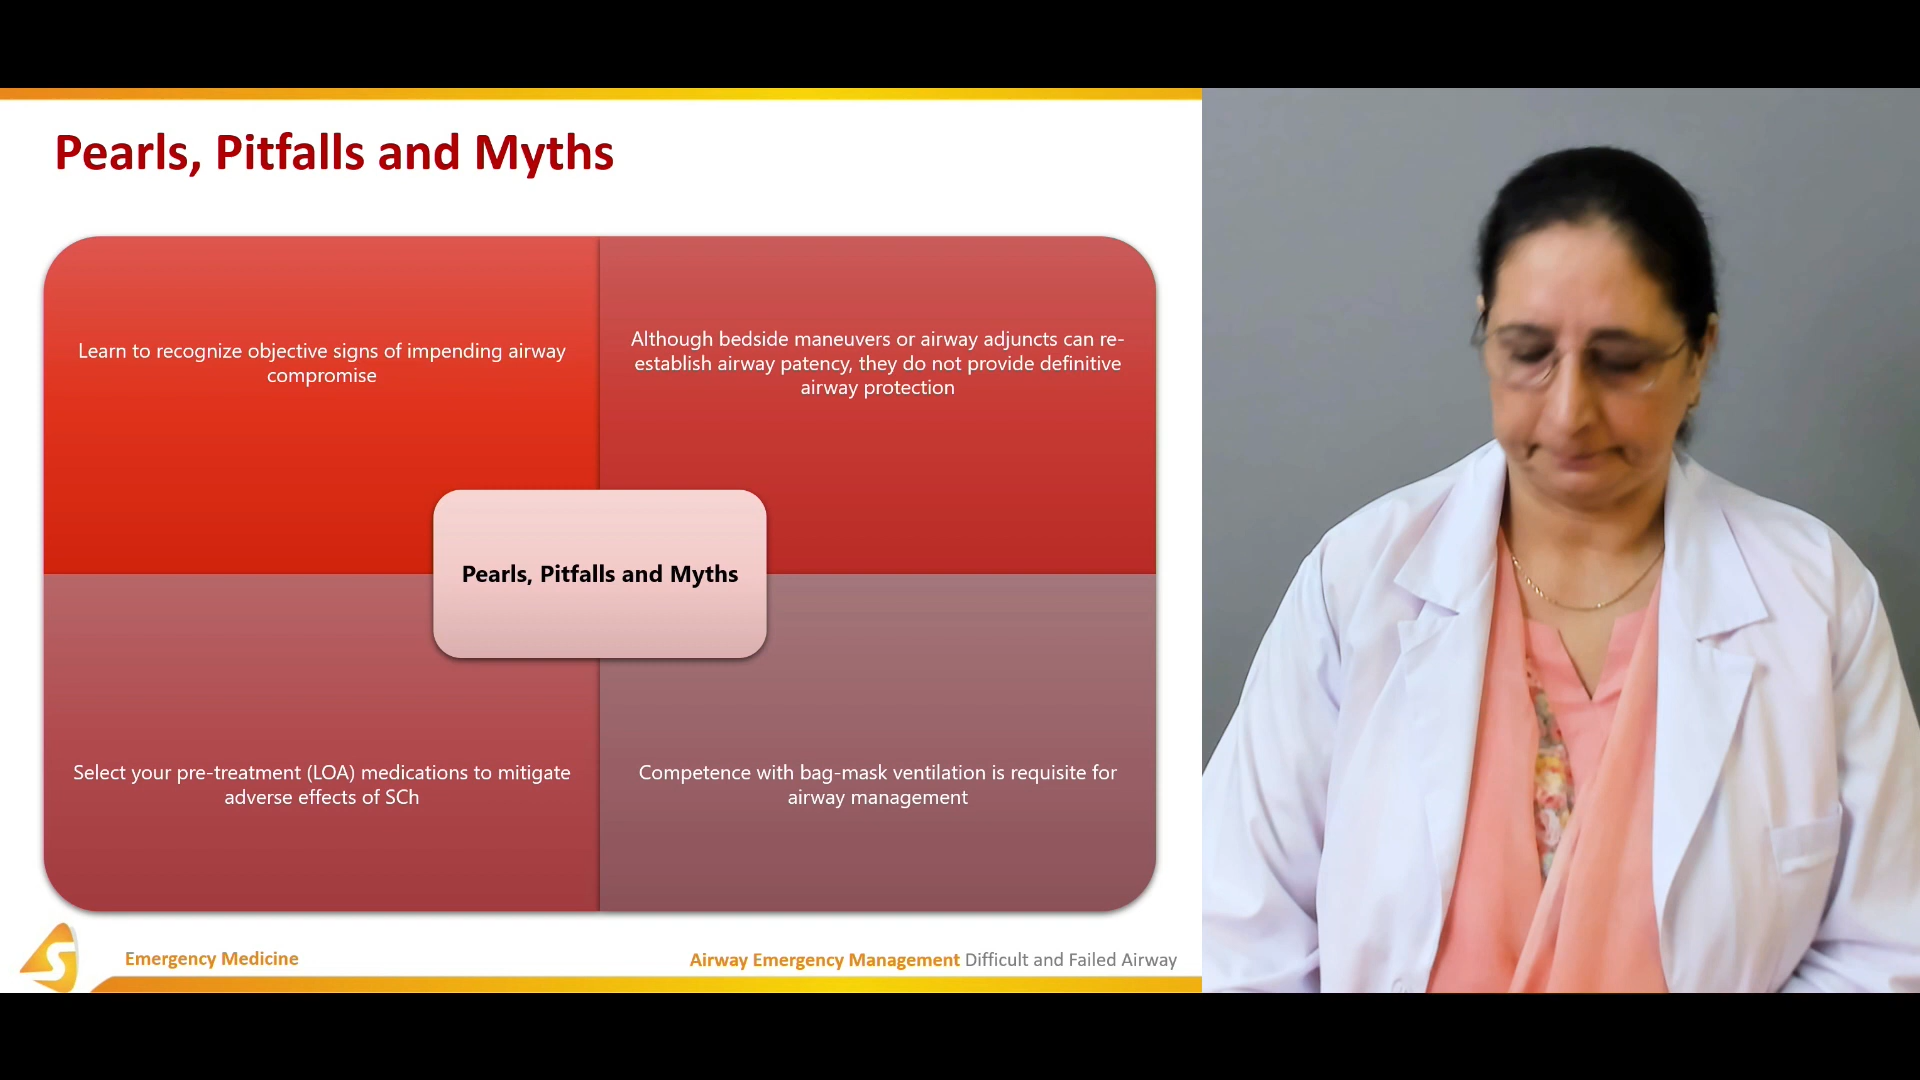 Pearls, Pitfalls and Myths
Learn to recognize objective signs of impending airway
compromise
Although bedside maneuvers or airway adjuncts can re-
establish airway patency, they do not provide definitive
airway protection
Pearls, Pitfalls and Myths
Select your pre-treatment (LOA) medications to mitigate
adverse effects of SCh
Competence with bag-mask ventilation is requisite for
airway management
S
Emergency Medicine
Airway Emergency Management Difficult and Failed Airway